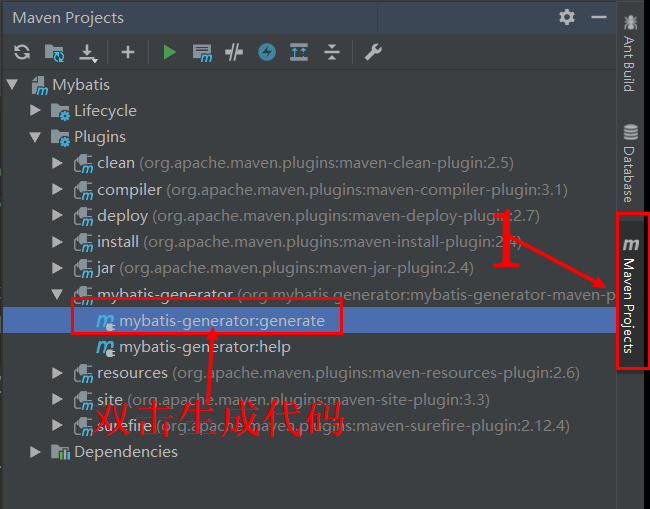 Maven Projects
Mybatis
Lifecycle
Plugins
clean (org.apache.maven.plugins:maven-clean-plugin:2.5)
compiler (org.apache.maven.plugins:maven-compiler-plugin:3.1)
deploy (org.apache.maven.plugins:maven-deploy-plugin:2.7)
install (org.apache.maven.plugins:maven-install-plugin:2.4)
jar (org.apache.maven.plugins:maven-jar-plugin:2.4)
mybatis-generator (org.mybatis.generator:mybatis-generator-maven-p
mybatis-generator:generate
mybatis-generator:help
resources (org.apache.maven.plugins:maven-resources-plugin:2.6)
site (org.apache.maven.plugins:maven-site-plugin:3.3)
surefire (org.apache.maven.plugins:maven-surefire-plugin:2.12.4)
Dependencies
双击生成代码
1
Ant Build
Database
Maven Projects